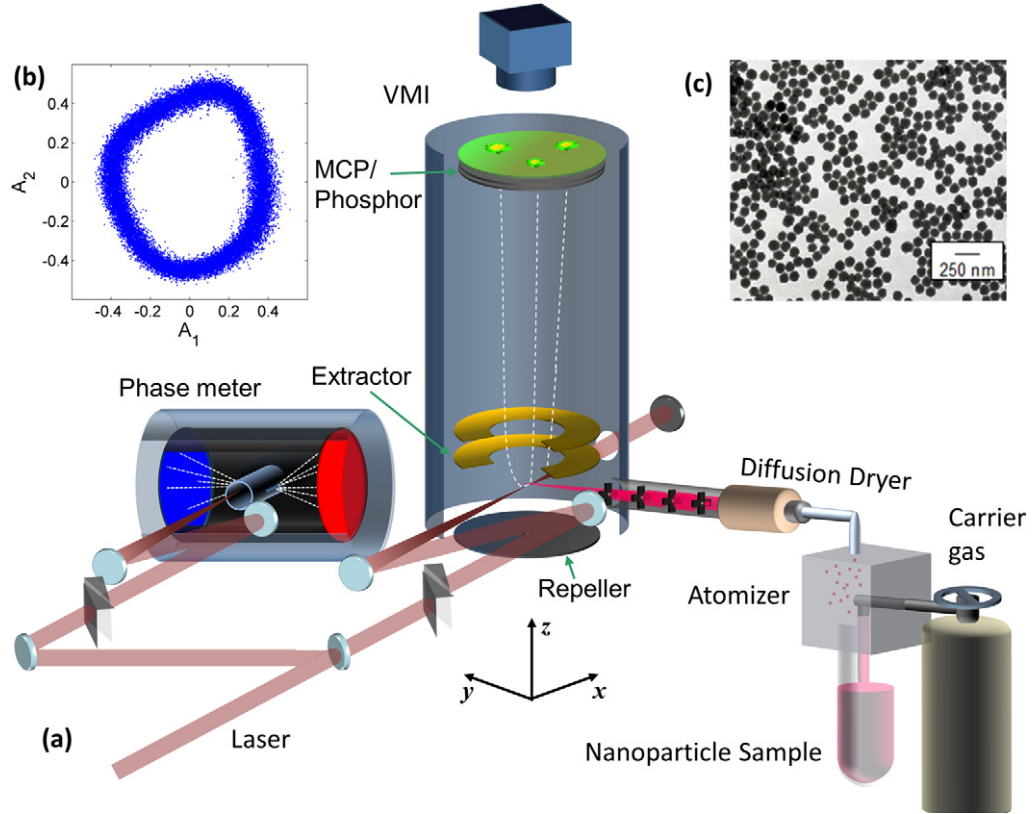 (b)
0.4
0.2
0
-0.2
-0.4
A2
-0.4 -0.2 0 0.2 0.4
A1
VMI
MCP/
Phosphor
(c)
250 nm
Phase meter
Extractor
Diffusion Dryer
Carrier
gas
Atomizer
Repeller
z
y
x
(a)
Laser
Nanoparticle Sample